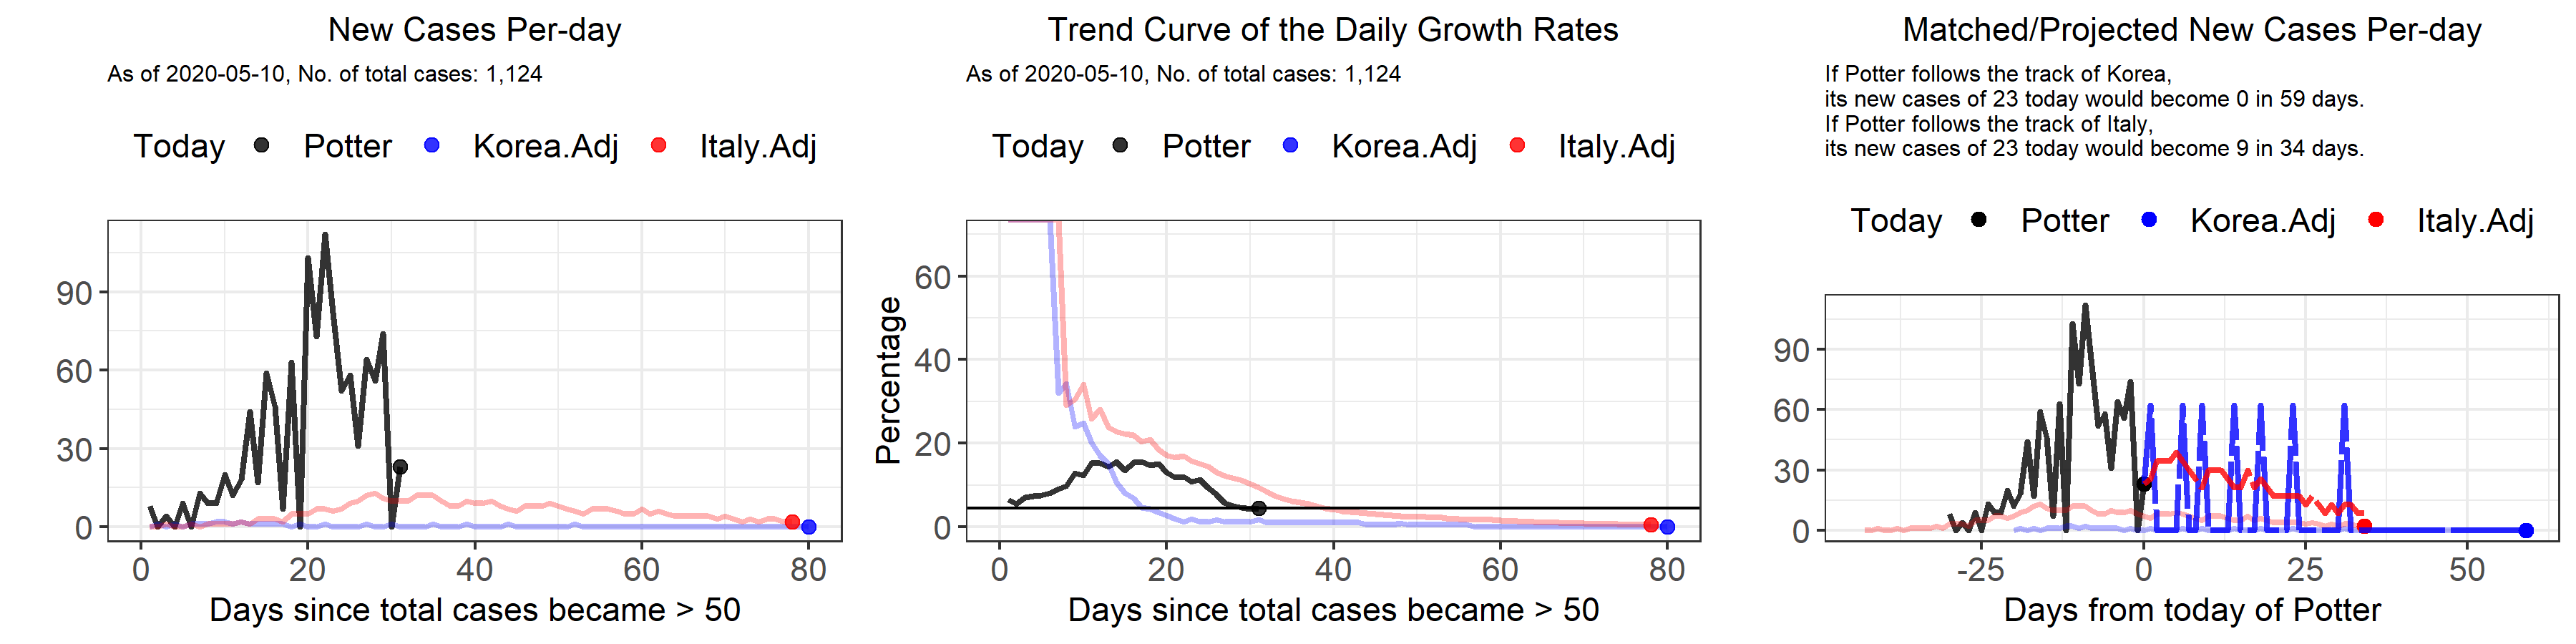 New Cases Per-day
As of 2020-05-10, No. of total cases: 1,124
Today Potter Korea.Adj Italy.Adj
90
60
30
0
0 20 40 60 80
Days since total cases became > 50
Trend Curve of the Daily Growth Rates
As of 2020-05-10, No. of total cases: 1,124
Today Potter Korea.Adj Italy.Adj
Percentage
60
40
20
0
0 20 40 60 80
Days since total cases became > 50
Matched/Projected New Cases Per-day
If Potter follows the track of Korea,
its new cases of 23 today would become 0 in 59 days.
If Potter follows the track of Italy,
its new cases of 23 today would become 9 in 34 days.
Today Potter Korea.Adj Italy.Adj
90
60
30
0
-25 0 25 50
Days from today of Potter